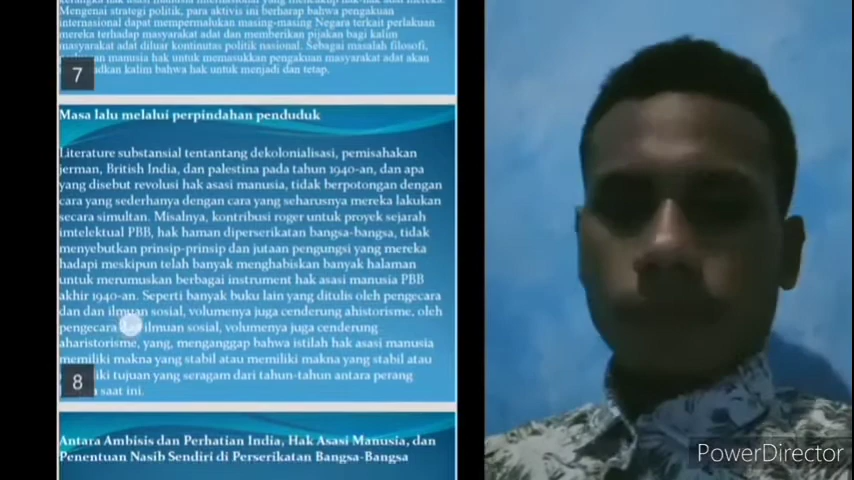 Mengenai strategi politik, para aktivis ini berharap bahwa pengakuan
internasional dapat mempermalukan masing-masing Negara terkait perlakuan
mereka terhadap masyarakat adat dan memberikan pijakan bagi kalim
masyarakat adat diluar kontinutas politik nasional. Sebagai masalah filosofi,
an manusia hak untuk memasukkan pengakuan masyarakat adat akan
adkan kalim bahwa hak untuk menjadi dan tetap.
7
Masa lalu melalui perpindahan penduduk
Literature substansial tentantang dekolonialisasi, pemisahakan
jerman, British India, dan palestina pada tahun 1940-an, dan apa
yang disebut revolusi hak asasi manusia, tidak berpotongan dengan
cara yang sederhana dengan cara yang seharusnya mereka lakukan
secara simultan. Misalnya, kontribusi roger untuk proyek sejarah
imtelektual PBB, hak haman diperserikatan bangsa-bangsa, tidak
menyebutkan prinsip-prinsip dan jutaan pengungsi yang mereka
hadapi meskipun telah banyak menghabiskan banyak halaman
untuk merumuskan berbagai instrument hak asasi manusia PBB
akhir 1940-an. Seperti banyak buku lain yang ditulis oleh pengecara
dan dan ilmuan sosial, volumenya juga cenderung ahistorisme, oleh
pengecara ilmuan sosial, volumenya juga cenderung
aharistorisme, yang, menganggap bahwa istilah hak asasi manusia
memiliki makna yang stabil atau memiliki makna yang stabil atau
iki tujuan yang seragam dari tahun-tahun antara perang
saat ini.
8
Antara Ambisis dan Perhatian India, Hak Asasi Manusia, dan
Penentuan Nasib Sendiri di Perserikatan Bangsa-Bangsa
PowerDirector